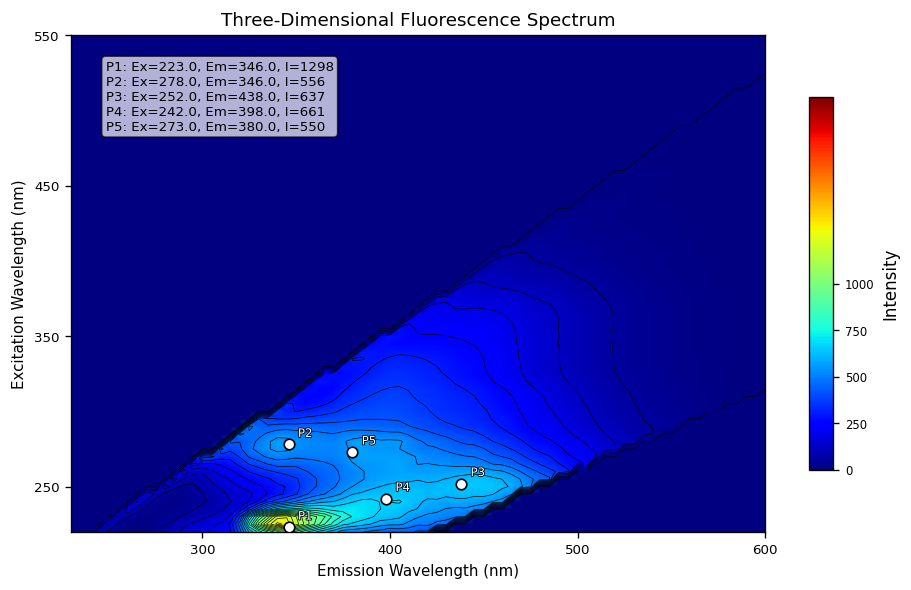 Three-Dimensional Fluorescence Spectrum
550
P1: Ex=223.0, Em=346.0, I=1298
P2: Ex=278.0, Em=346.0, I=556
P3: Ex=252.0, Em=438.0, I=637
P4: Ex=242.0, Em=398.0, I=661
P5: Ex=273.0, Em=380.0, I=550
450
350
250
Excitation Wavelength (nm)
P2
P5
P3
P4
P1
300
400
500
600
Emission Wavelength (nm)
1000
750
500
250
0
Intensity